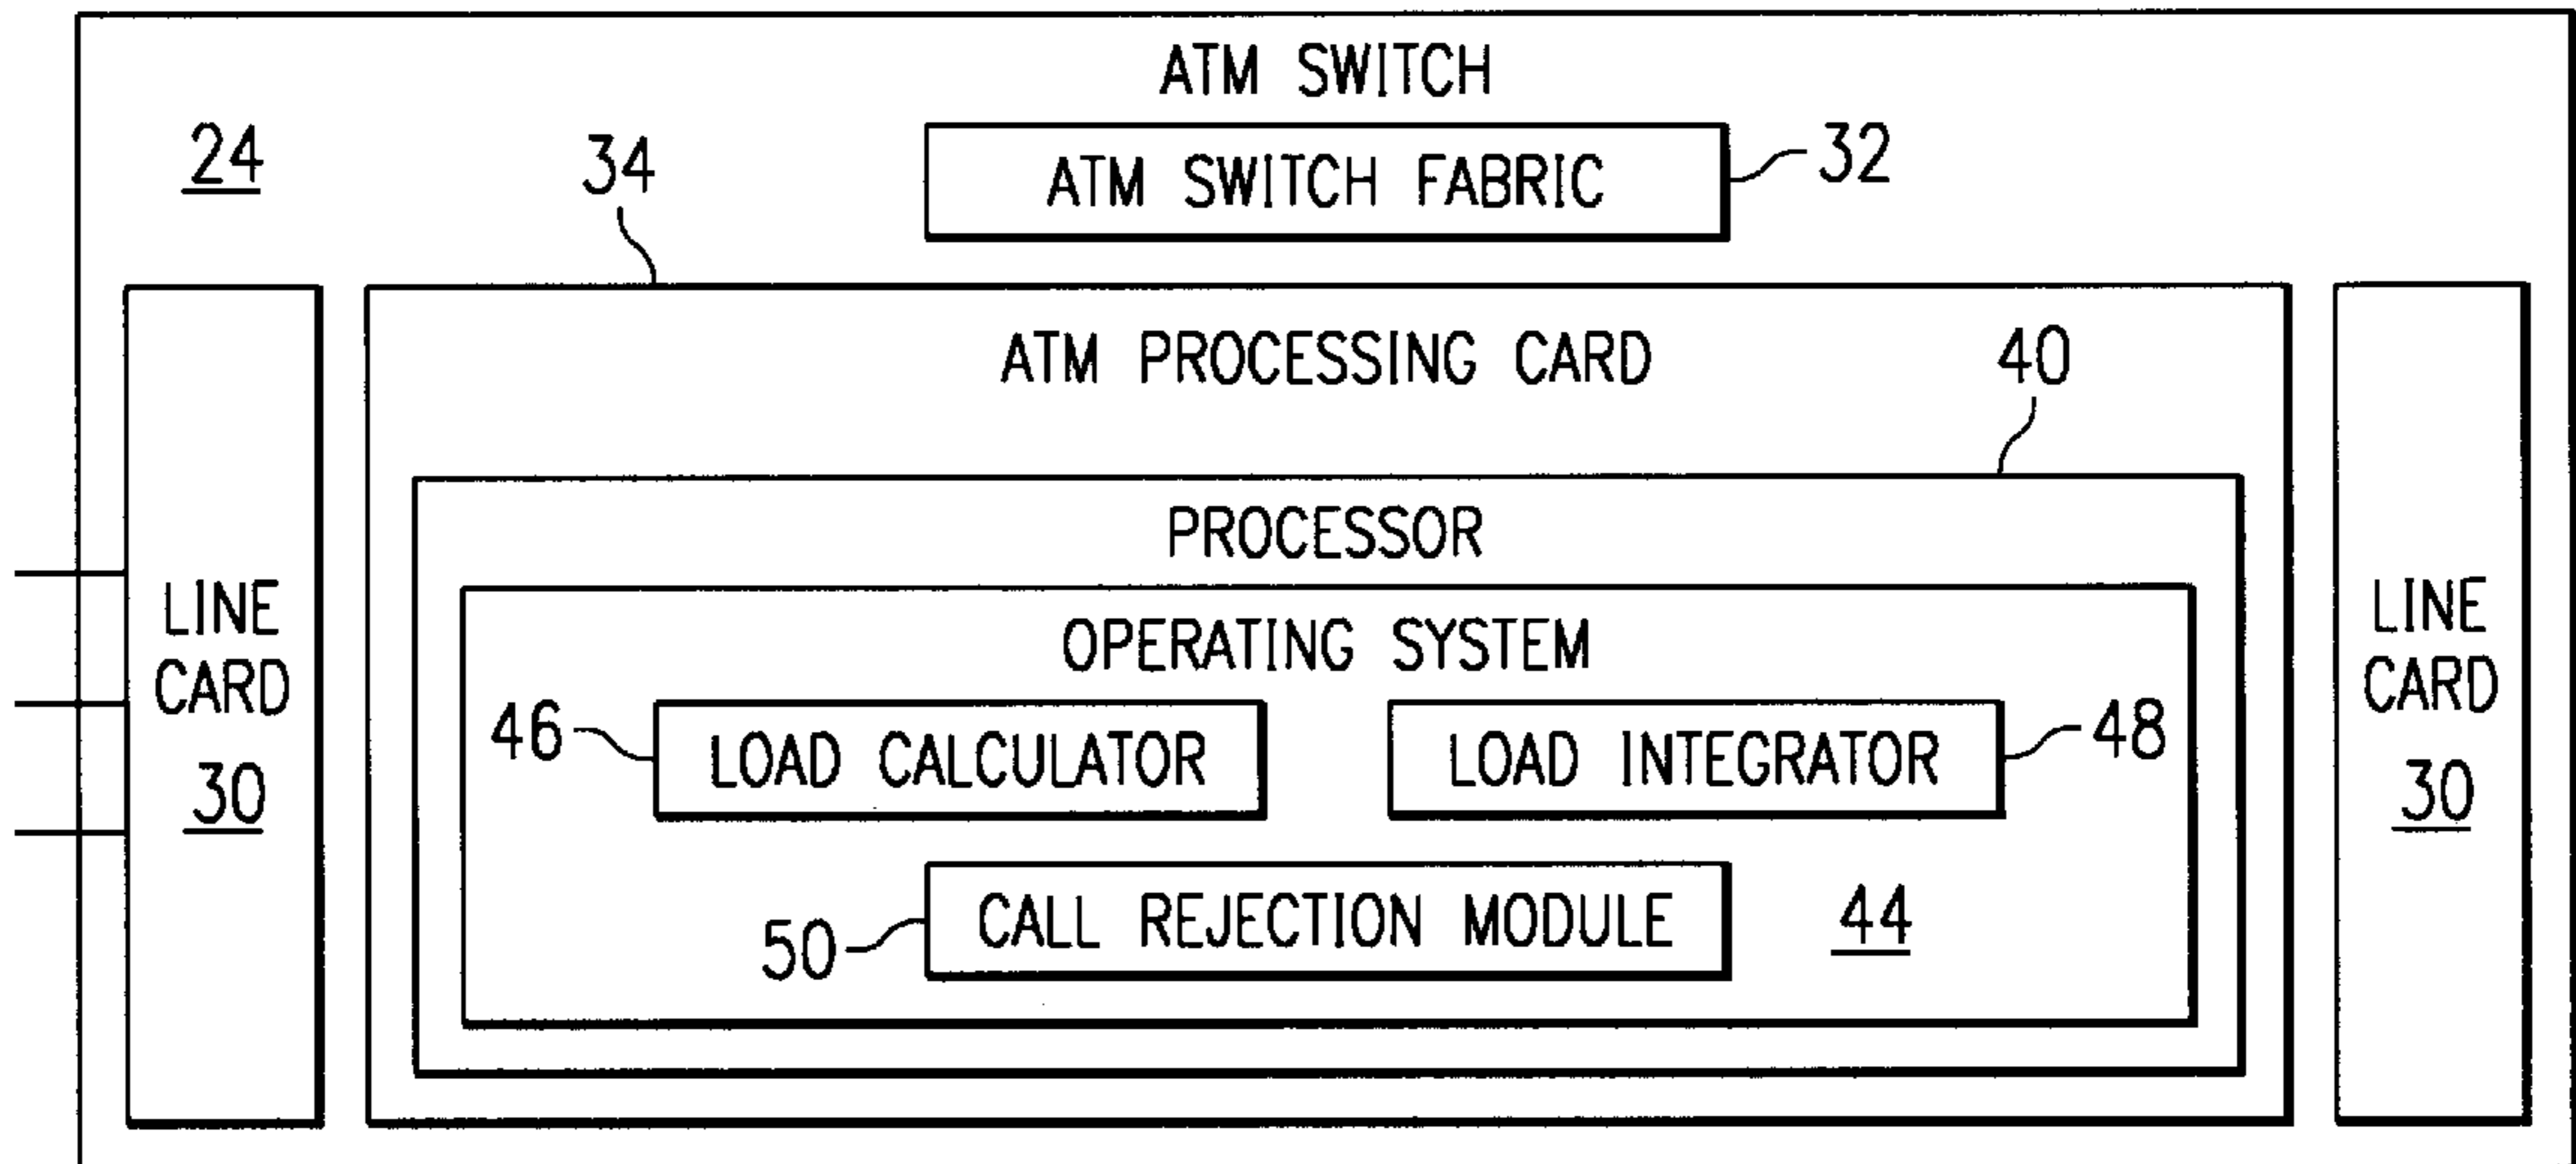 ATM SWITCH
24
34
ATM SWITCH FABRIC
32
ATM PROCESSING CARD
40
PROCESSOR
LINE
CARD
30
OPERATING SYSTEM
46
LOAD CALCULATOR
LOAD INTEGRATOR
48
50
CALL REJECTION MODULE
44
LINE
CARD
30